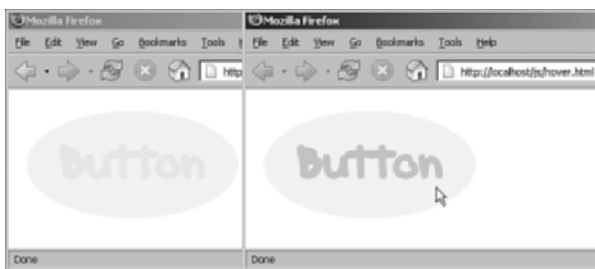 Mozilla Firefox
File Edit View Go Bookmarks Tools
http
Button
Done
Mozilla Firefox
File Edit View Go Bookmarks Tools Help
http://localhost/js/hover.html
Button
Done